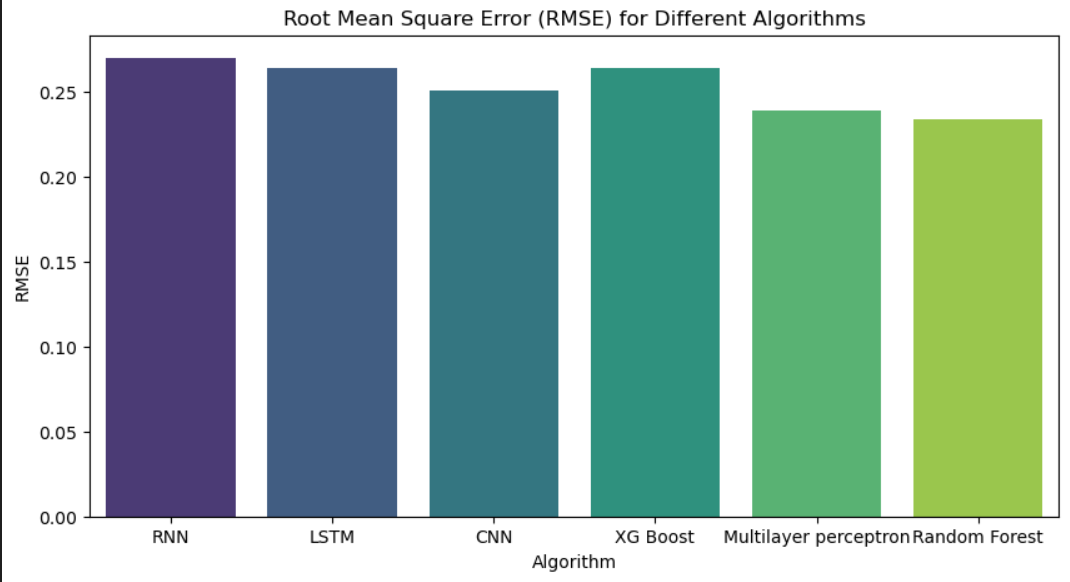 Root Mean Square Error (RMSE) for Different Algorithms
RMSE
0.25
0.20
0.15
0.10
0.05
0.00
RNN LSTM CNN XG Boost Multilayer perceptron Random Forest
Algorithm